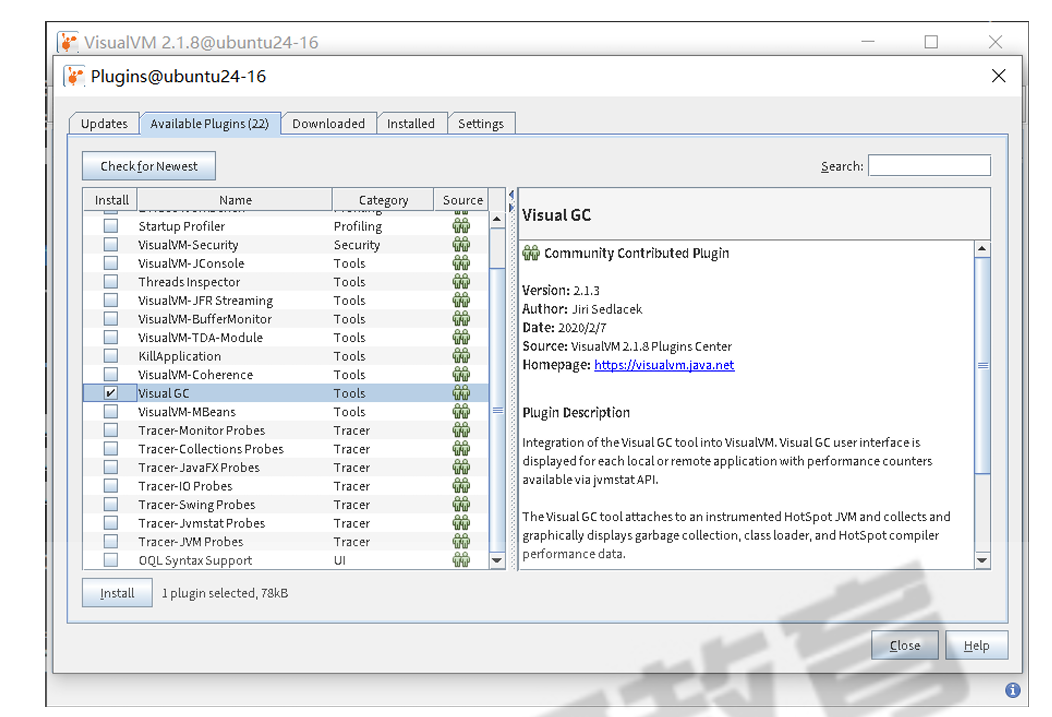 VisualVM 2.1.8@ubuntu24-16
Plugins@ubuntu24-16
Updates Available Plugins (22) Downloaded Installed Settings
Check for Newest Search:
Install Name Category Source
Startup Profiler Profiling
VisualVM-Security Security
VisualVM-JConsole Tools
Threads Inspector Tools
VisualVM-JFR Streaming Tools
VisualVM-BufferMonitor Tools
VisualVM-TDA-Module Tools
KillApplication Tools
VisualVM-Coherence Tools
Visual GC Tools
VisualVM-MBeans Tools
Tracer-Monitor Probes Tracer
Tracer-Collections Probes Tracer
Tracer-JavaFX Probes Tracer
Tracer-IO Probes Tracer
Tracer-Swing Probes Tracer
Tracer-Jvmstat Probes Tracer
Tracer-JVM Probes Tracer
OQL Syntax Support UI
Visual GC
Community Contributed Plugin
Version: 2.1.3
Author: Jiri Sedlacek
Date: 2020/2/7
Source: VisualVM 2.1.8 Plugins Center
Homepage: https://visualvm.java.net
Plugin Description
Integration of the Visual GC tool into VisualVM. Visual GC user interface is
displayed for each local or remote application with performance counters
available via jvmstat API.
The Visual GC tool attaches to an instrumented HotSpot JVM and collects and
graphically displays garbage collection, class loader, and HotSpot compiler
performance data.
Install 1 plugin selected, 78kB
Close Help
教育